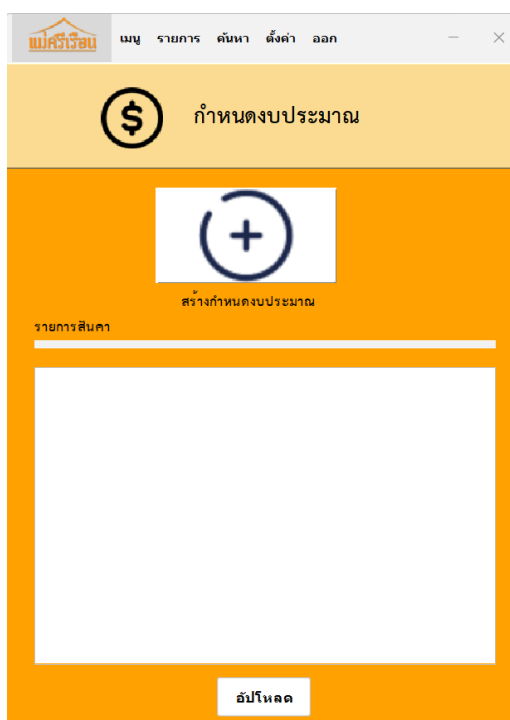 แม่ศรีเรือน เมนู รายการ ค้นหา ตั้งค่า ออก
$ กำหนดงบประมาณ
สร้างกำหนดงบประมาณ
รายการสินคา
อัปโหลด